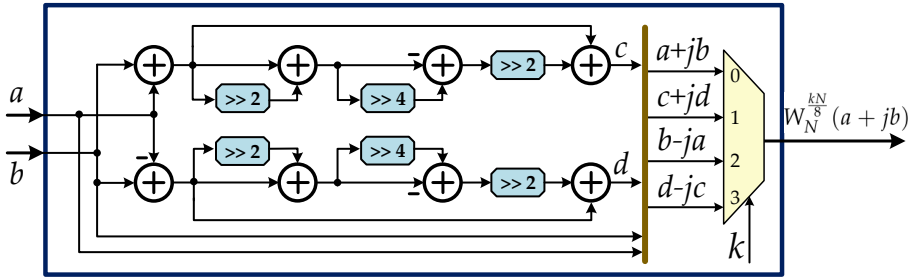 c
a+jb
>> 2
0
>> 2
>> 4
c+jd
a
1
W_N^{kN/8}(a + jb)
b
>> 2
>> 4
b-ja
2
d
>> 2
d-jc
3
k